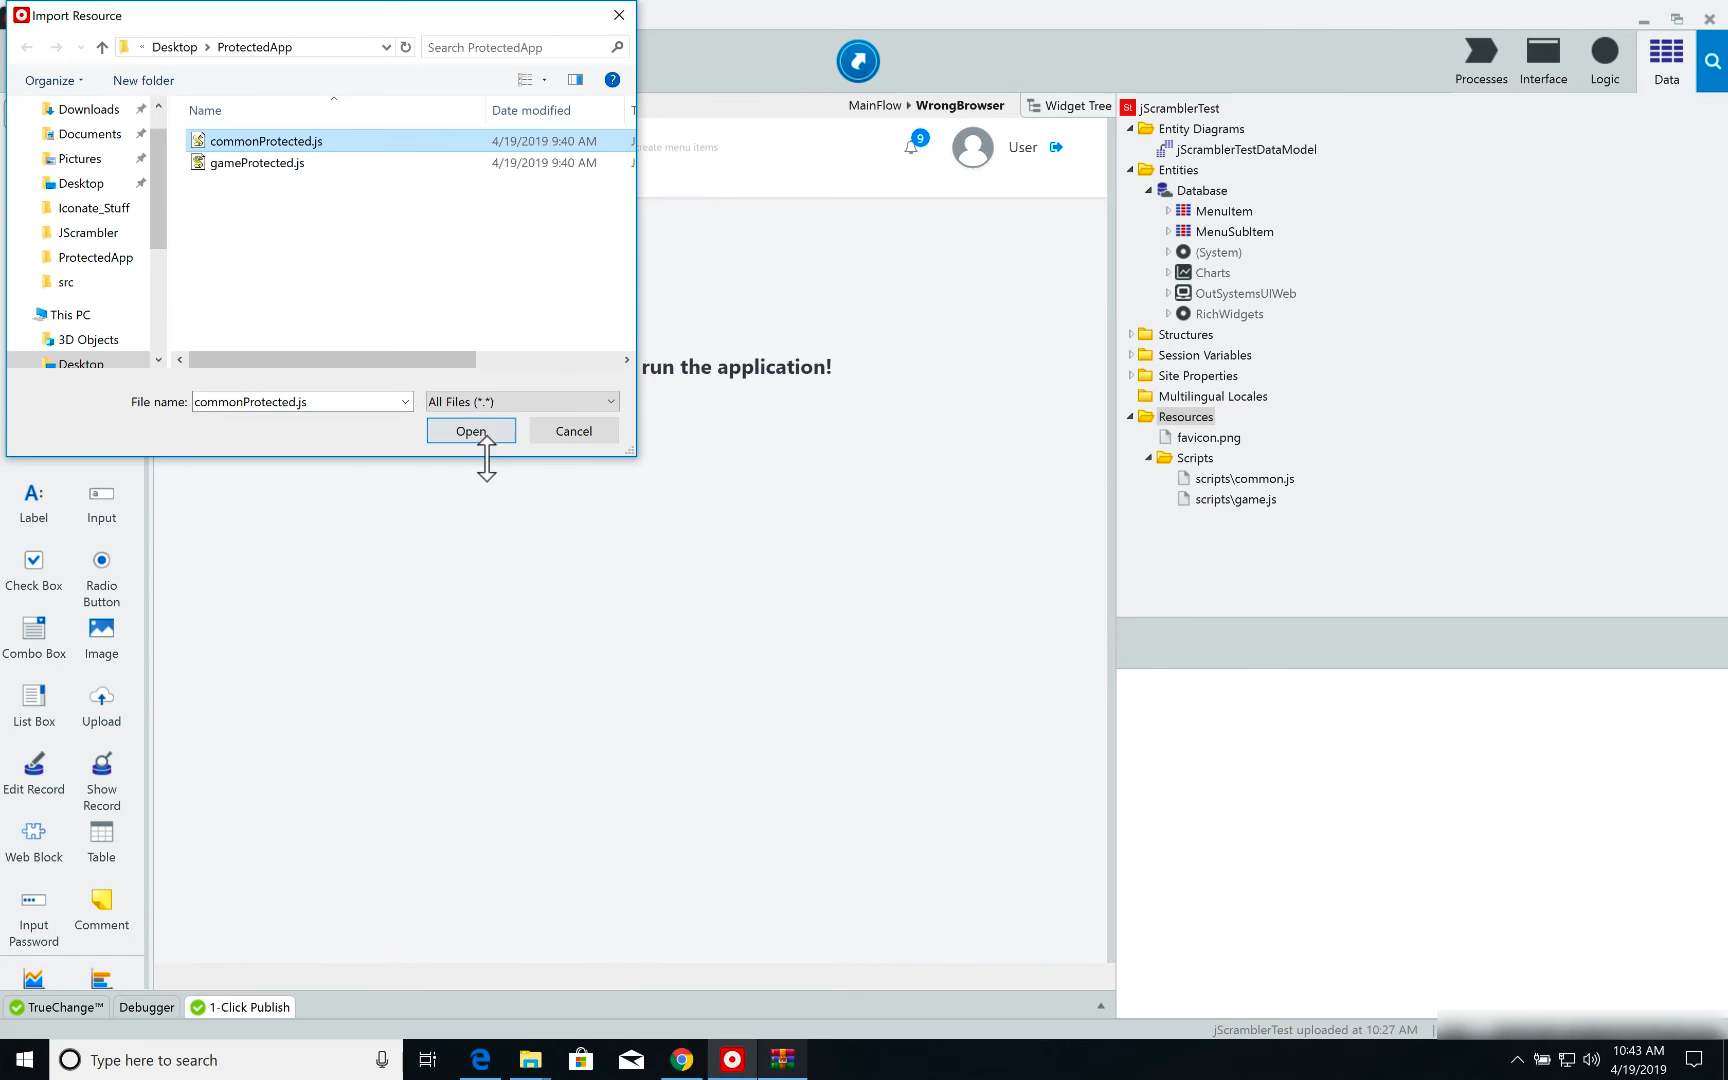 Import Resource
« Desktop > ProtectedApp
Search ProtectedApp
Organize
New folder
Name
Date modified
Downloads
Documents
Pictures
Desktop
Iconate_Stuff
JScrambler
ProtectedApp
src
This PC
3D Objects
Desktop
commonProtected.js 4/19/2019 9:40 AM J
gameProtected.js 4/19/2019 9:40 AM J
File name: commonProtected.js
All Files (*.*)
Open
Cancel
Processes
Interface
Logic
Data
MainFlow WrongBrowser
Widget Tree
create menu items
9
User
run the application!
St jScramblerTest
Entity Diagrams
jScramblerTestDataModel
Entities
Database
MenuItem
MenuSubItem
(System)
Charts
OutSystemsUIWeb
RichWidgets
Structures
Session Variables
Site Properties
Multilingual Locales
Resources
favicon.png
Scripts
scripts\common.js
scripts\game.js
Label
Input
Check Box
Radio
Button
Combo Box
Image
List Box
Upload
Edit Record
Show
Record
Web Block
Table
Input
Password
Comment
TrueChange™
Debugger
1-Click Publish
jScramblerTest uploaded at 10:27 AM
Type here to search
10:43 AM
4/19/2019